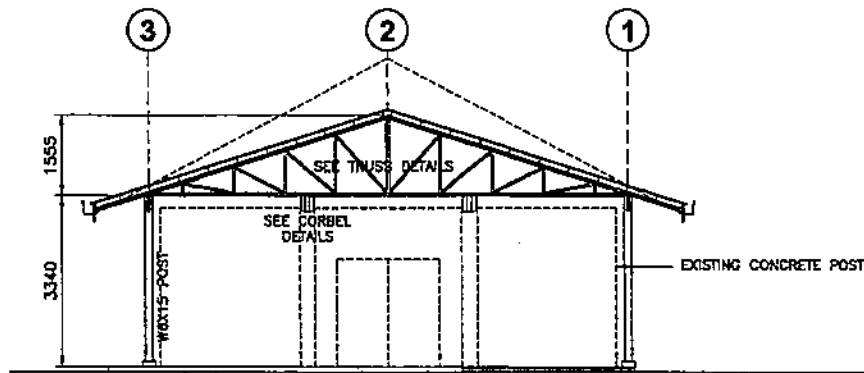 3
2
1
1555
SEE TRUSS DETAILS
SEE CORBEL
DETAILS
3340
W8X15 POST
EXISTING CONCRETE POST